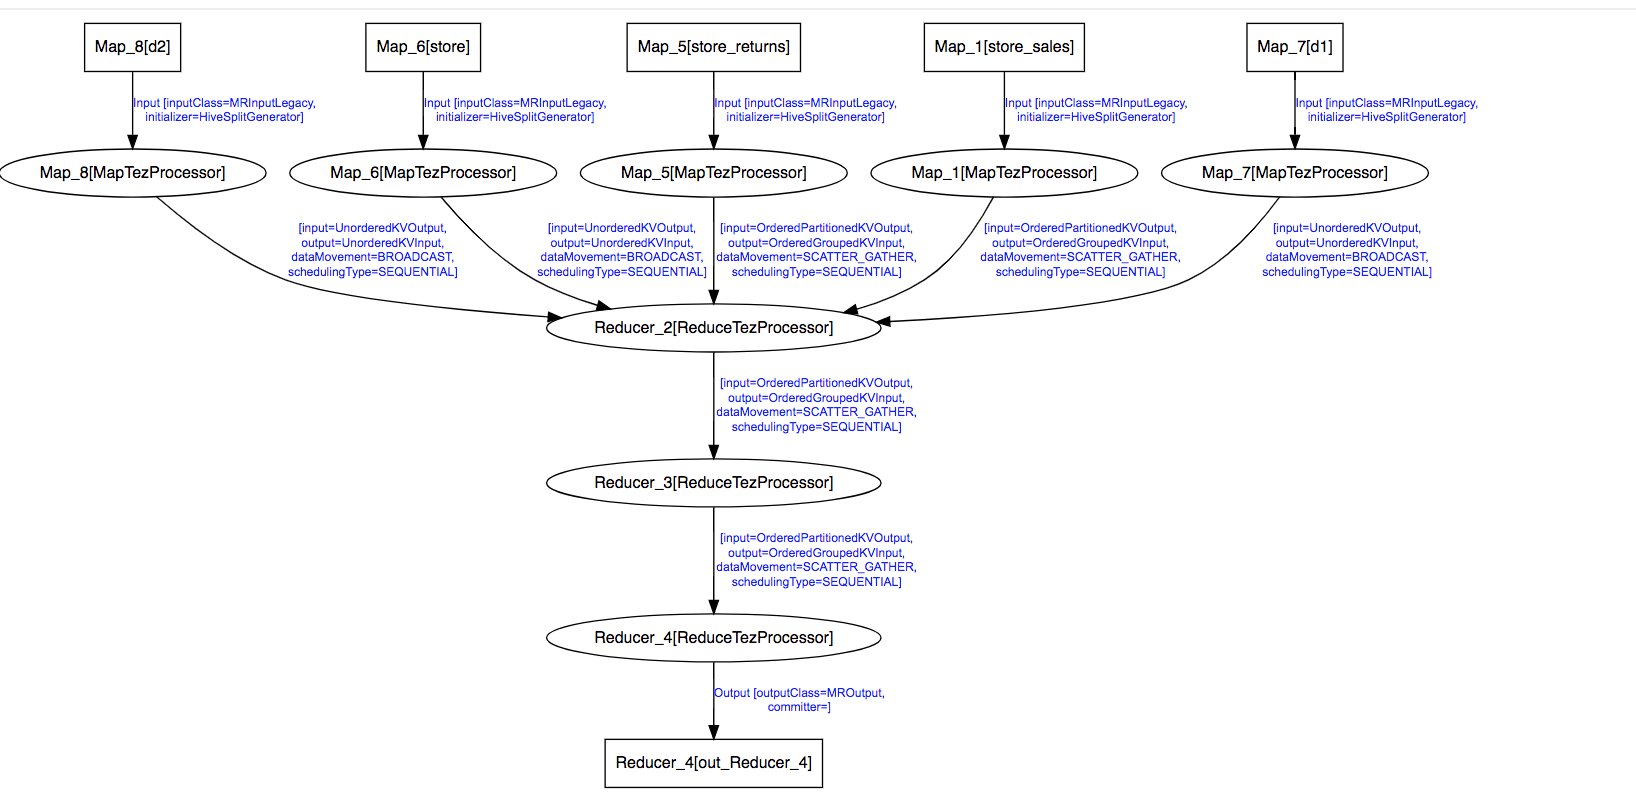 Map_8[d2]
Map_6[store]
Map_5[store_returns]
Map_1[store_sales]
Map_7[d1]
Input [inputClass=MRInputLegacy,
initializer=HiveSplitGenerator]
Input [inputClass=MRInputLegacy,
initializer=HiveSplitGenerator]
Input [inputClass=MRInputLegacy,
initializer=HiveSplitGenerator]
Input [inputClass=MRInputLegacy,
initializer=HiveSplitGenerator]
Input [inputClass=MRInputLegacy,
initializer=HiveSplitGenerator]
Map_8[MapTezProcessor]
Map_6[MapTezProcessor]
Map_5[MapTezProcessor]
Map_1[MapTezProcessor]
Map_7[MapTezProcessor]
[input=UnorderedKVOutput,
output=UnorderedKVInput,
dataMovement=BROADCAST,
schedulingType=SEQUENTIAL]
[input=UnorderedKVOutput,
output=UnorderedKVInput,
dataMovement=BROADCAST,
schedulingType=SEQUENTIAL]
[input=OrderedPartitionedKVOutput,
output=OrderedGroupedKVInput,
dataMovement=SCATTER_GATHER,
schedulingType=SEQUENTIAL]
[input=OrderedPartitionedKVOutput,
output=OrderedGroupedKVInput,
dataMovement=SCATTER_GATHER,
schedulingType=SEQUENTIAL]
[input=UnorderedKVOutput,
output=UnorderedKVInput,
dataMovement=BROADCAST,
schedulingType=SEQUENTIAL]
Reducer_2[ReduceTezProcessor]
[input=OrderedPartitionedKVOutput,
output=OrderedGroupedKVInput,
dataMovement=SCATTER_GATHER,
schedulingType=SEQUENTIAL]
Reducer_3[ReduceTezProcessor]
[input=OrderedPartitionedKVOutput,
output=OrderedGroupedKVInput,
dataMovement=SCATTER_GATHER,
schedulingType=SEQUENTIAL]
Reducer_4[ReduceTezProcessor]
Output [outputClass=MROutput,
committer=]
Reducer_4[out_Reducer_4]